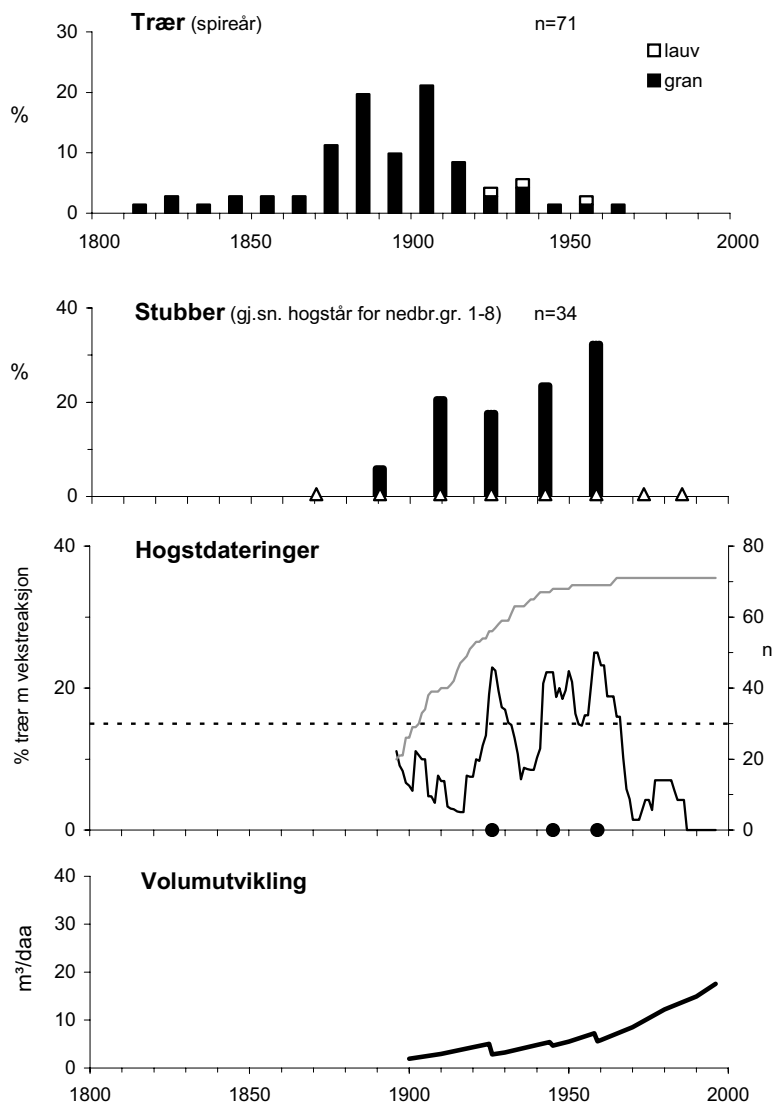 Trær (spireår) n=71
30
20
10
0
%
lauv
gran
1800 1850 1900 1950 2000
Stubber (gj.sn. hogstår for nedbr.gr. 1-8) n=34
40
20
0
%
Hogstdateringer
40
20
0
% trær m vekstreaksjon
80
60
40
20
0
n
Volumutvikling
40
30
20
10
0
m³/daa
1800 1850 1900 1950 2000